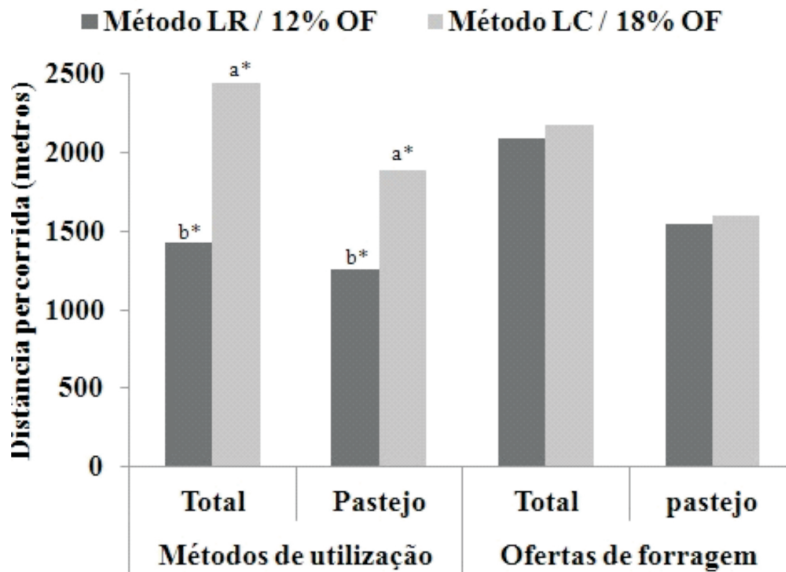 Método LR / 12% OF Método LC / 18% OF
Distância percorrida (metros)
2500
2000
1500
1000
500
0
a*
b*
a*
b*
Total Pastejo Total pastejo
Métodos de utilização Ofertas de forragem